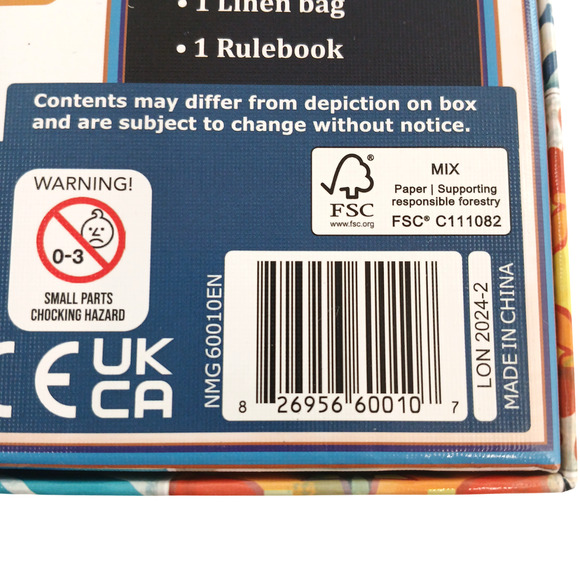 • 1 Linen bag
• 1 Rulebook
Contents may differ from depiction on box
and are subject to change without notice.
MIX
Paper | Supporting
responsible forestry
FSC® C111082
®
FSC
www.fsc.org
WARNING!
0-3
SMALL PARTS
CHOCKING HAZARD
CE
UK
CA
NMG 60010EN
8 26956 60010 7
LON 2024-2
MADE IN CHINA